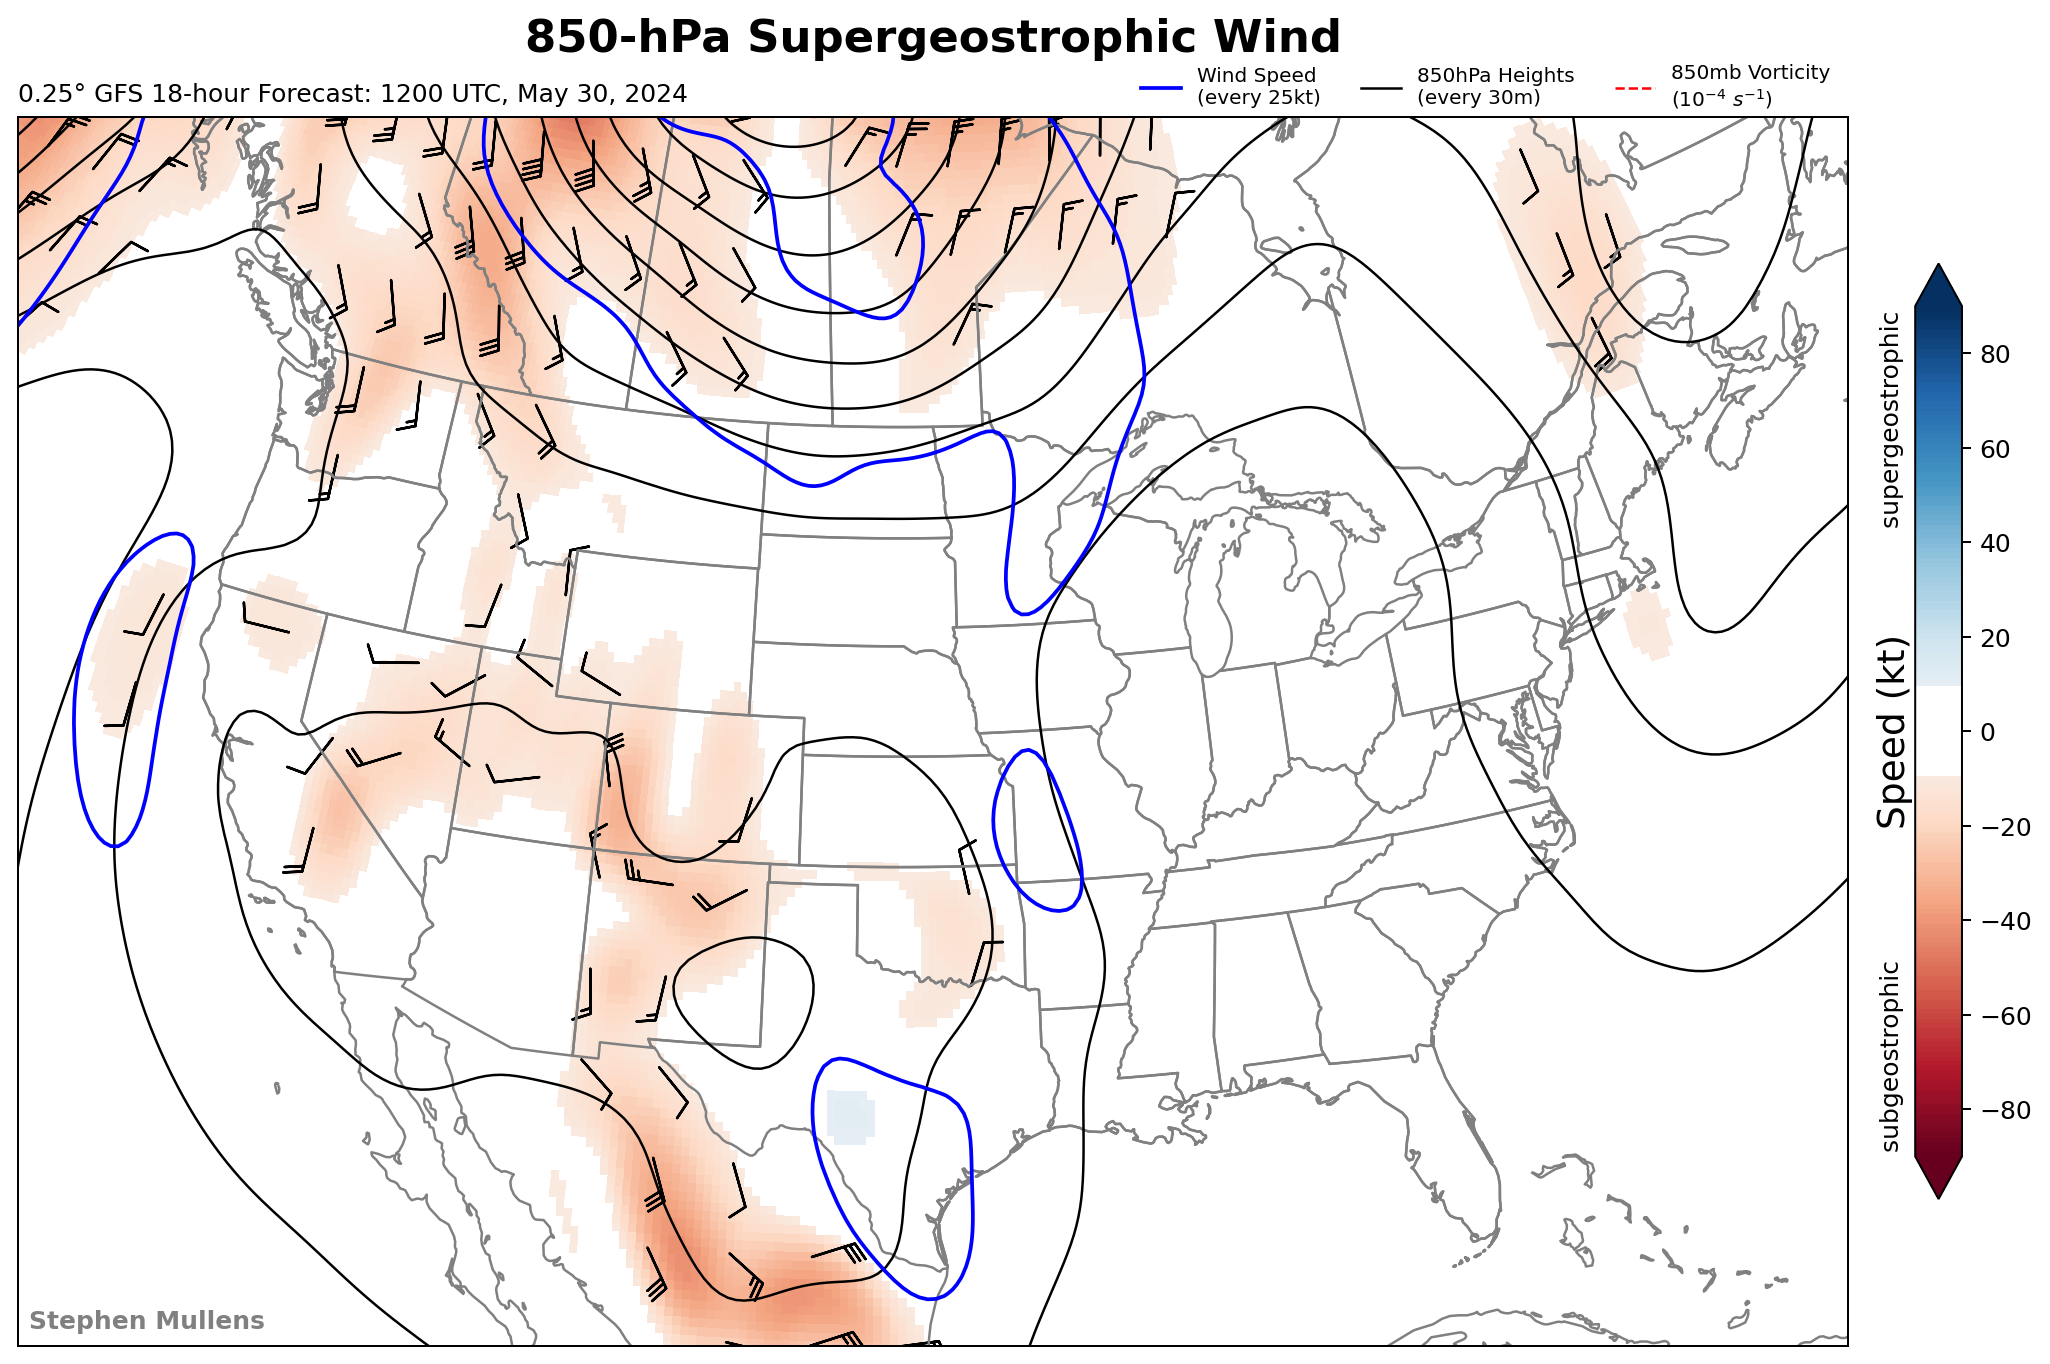 850-hPa Supergeostrophic Wind
0.25° GFS 18-hour Forecast: 1200 UTC, May 30, 2024
Wind Speed
(every 25kt)
850hPa Heights
(every 30m)
850mb Vorticity
(10⁻⁴ s⁻¹)
supergeostrophic
Speed (kt)
subgeostrophic
80
60
40
20
0
−20
−40
−60
−80
Stephen Mullens